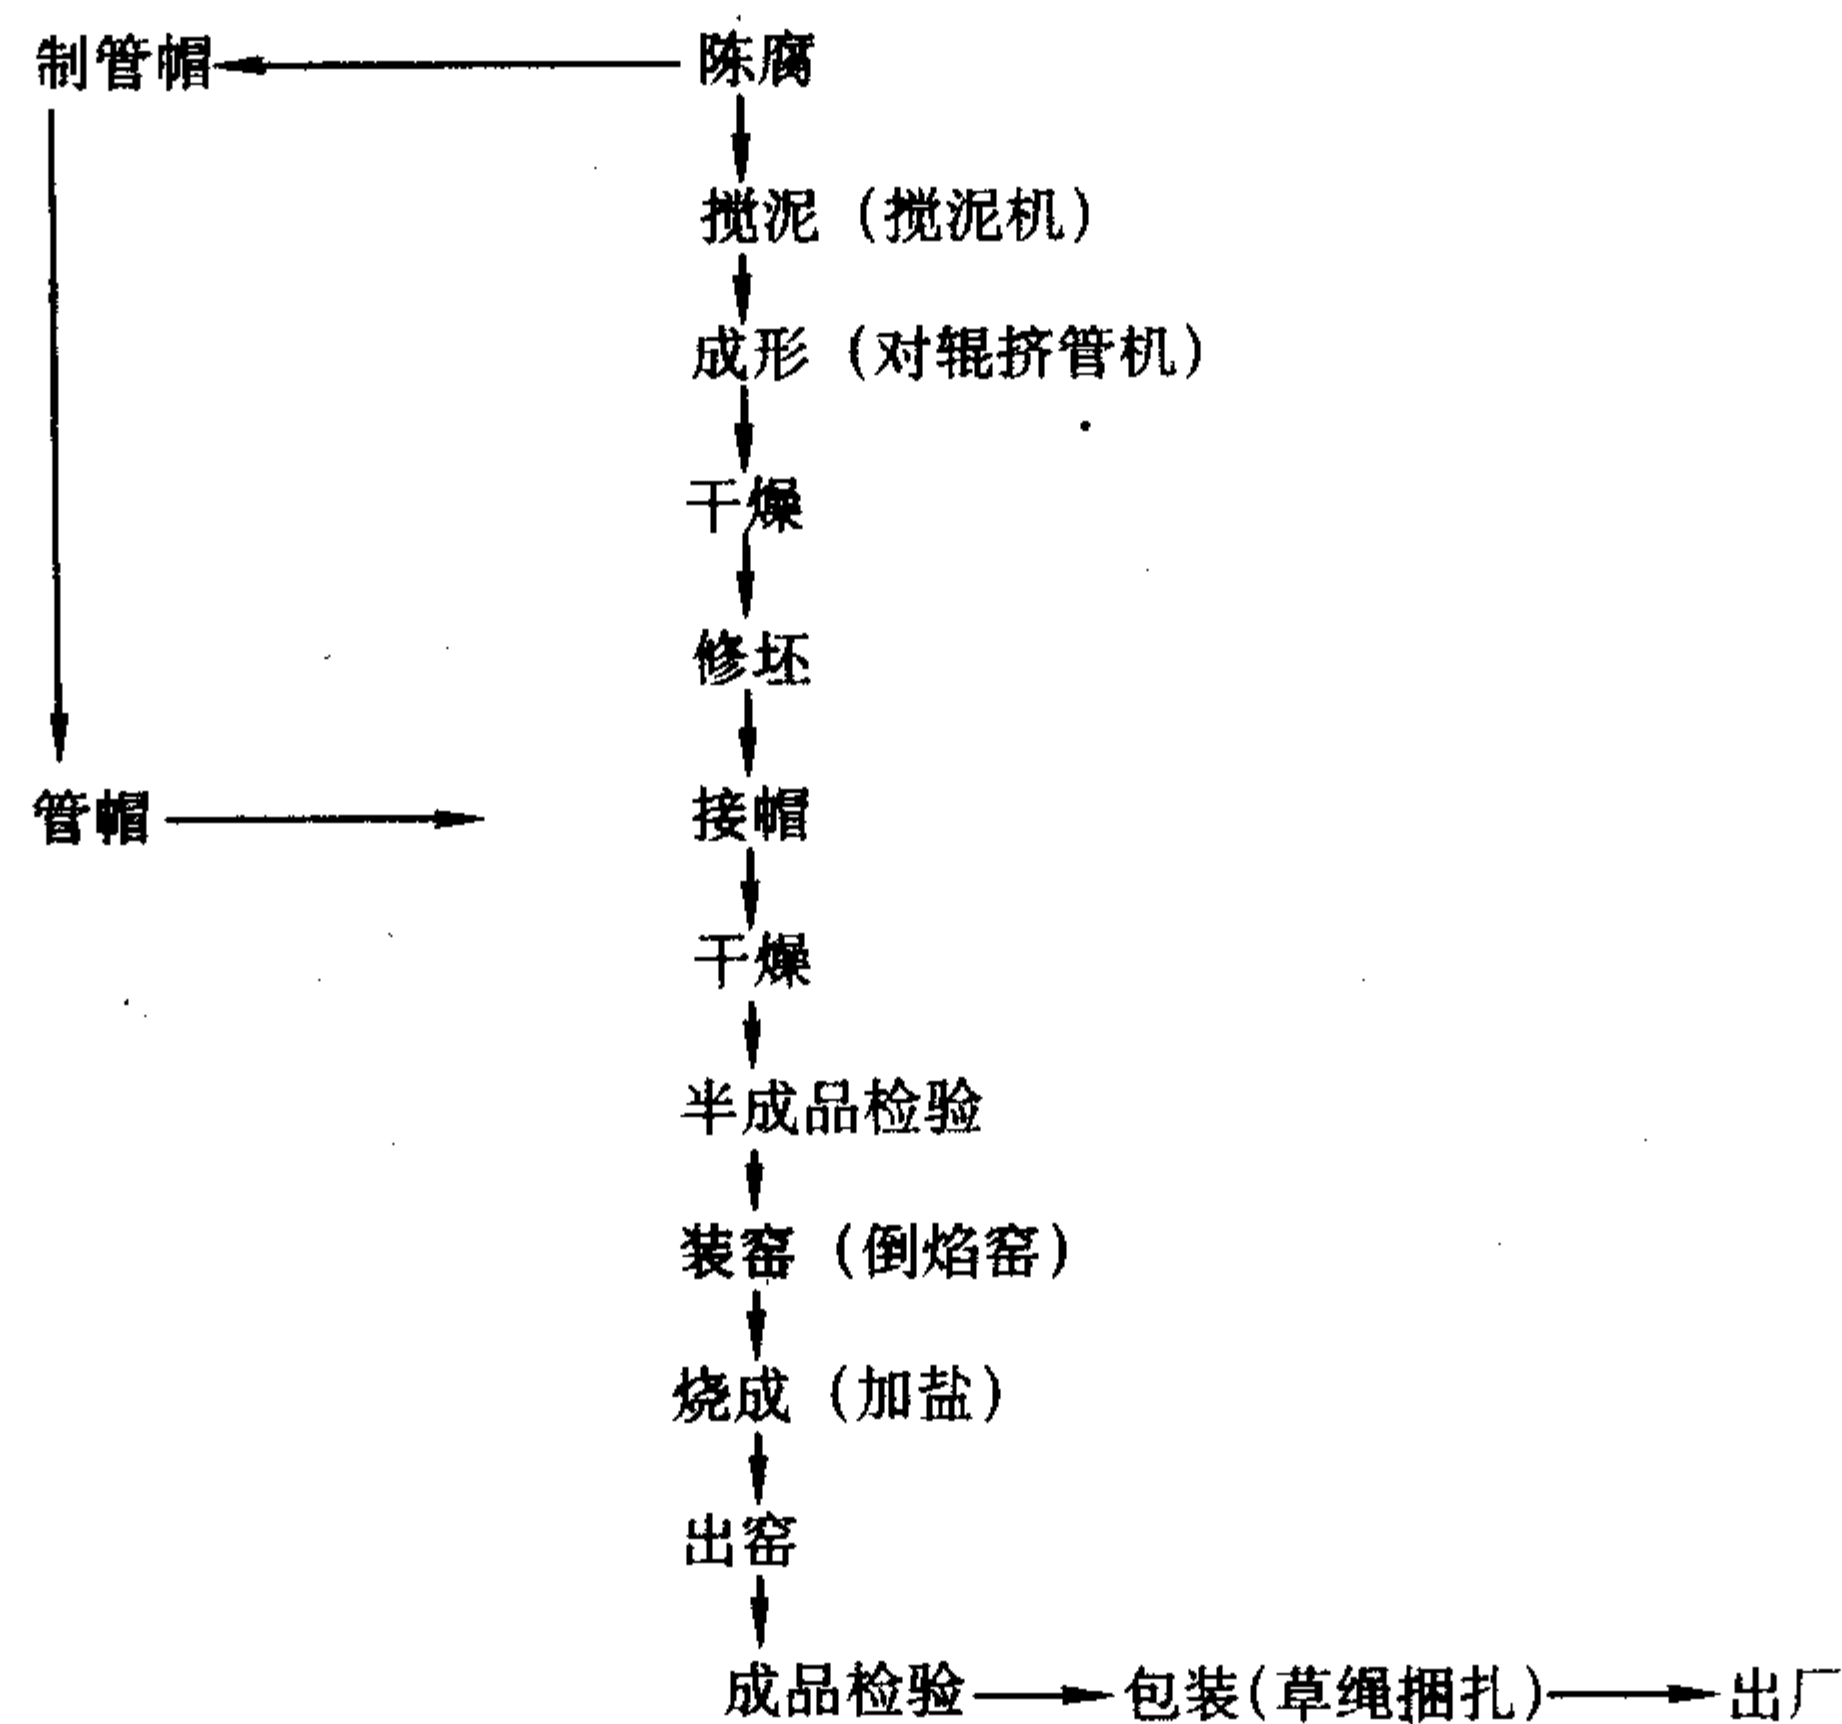 制管帽 陈腐
搅泥（搅泥机）
成形（对辊挤管机）
干燥
修坯
管帽 接帽
干燥
半成品检验
装窑（倒焰窑）
烧成（加盐）
出窑
成品检验 包装(草绳捆扎) 出厂